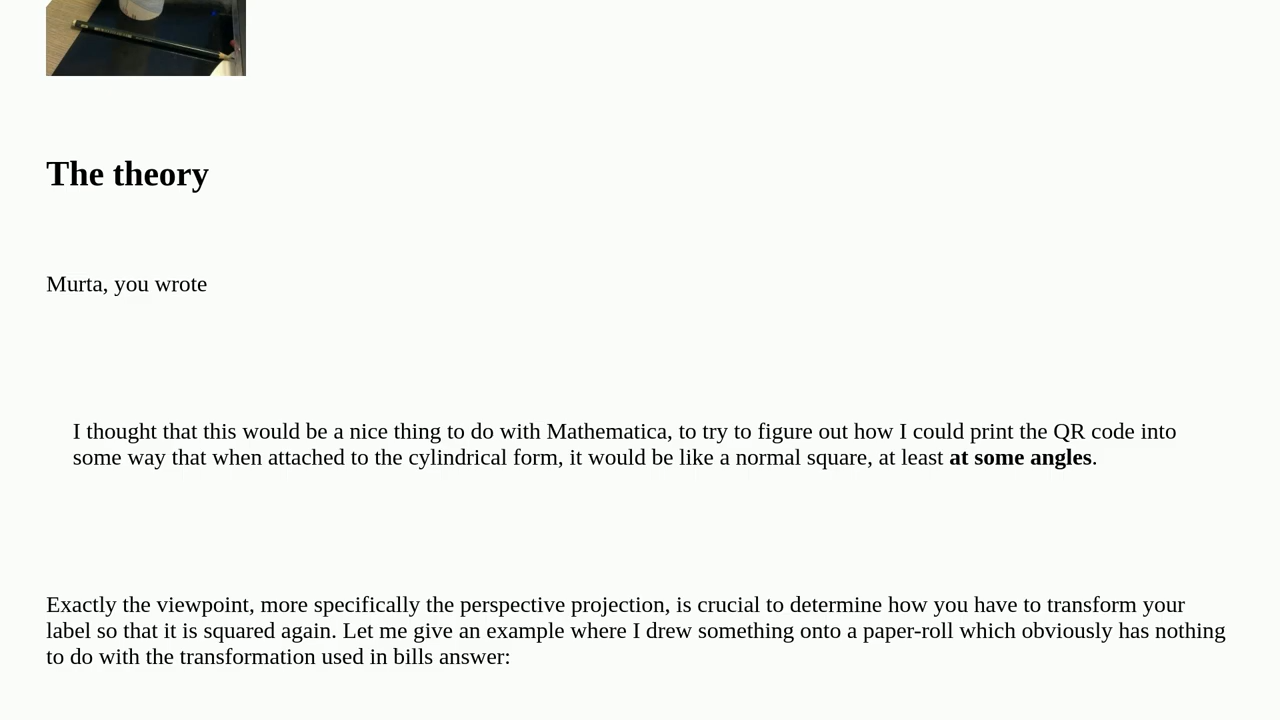 The theory
Murta, you wrote
I thought that this would be a nice thing to do with Mathematica, to try to figure out how I could print the QR code into
some way that when attached to the cylindrical form, it would be like a normal square, at least at some angles.
Exactly the viewpoint, more specifically the perspective projection, is crucial to determine how you have to transform your
label so that it is squared again. Let me give an example where I drew something onto a paper-roll which obviously has nothing
to do with the transformation used in bills answer: